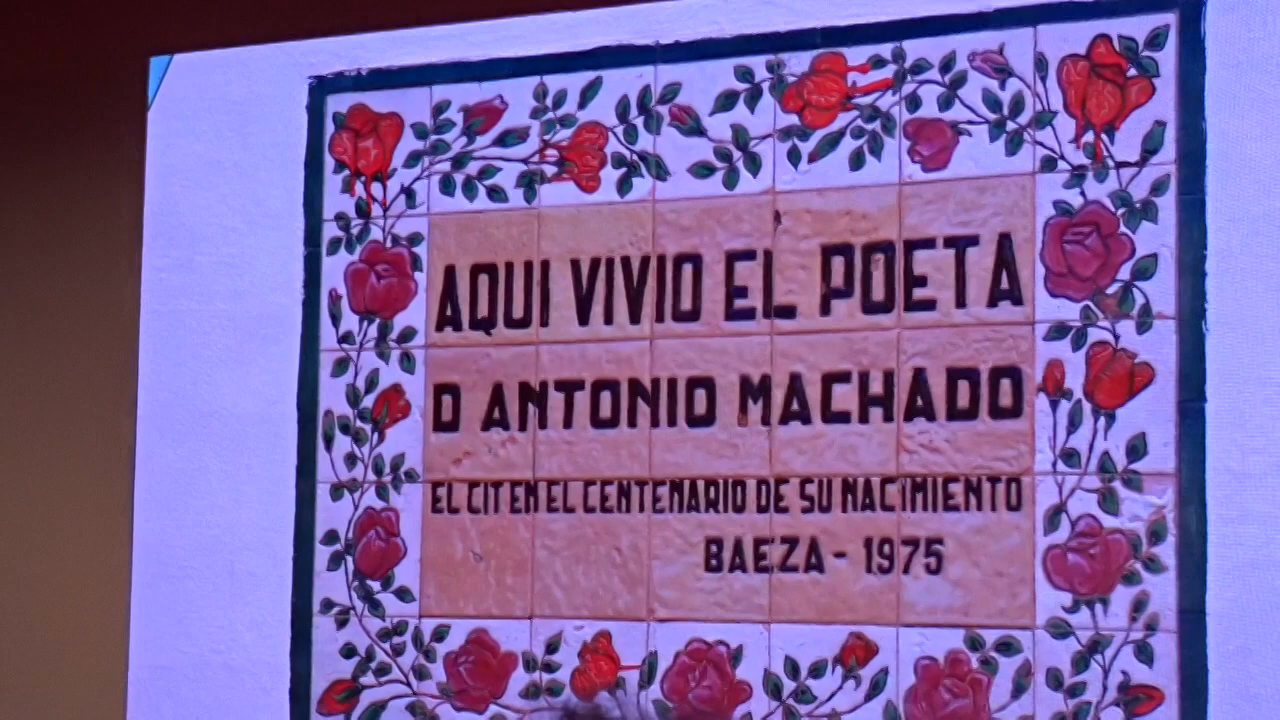 AQUI VIVIO EL POETA
D ANTONIO MACHADO
EL CIT EN EL CENTENARIO DE SU NACIMIENTO
BAEZA - 1975